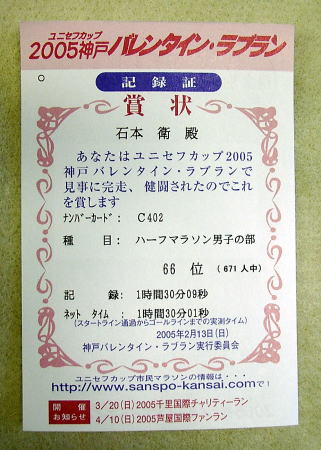 ユニセフカップ
2005神戸バレンタイン・ラブラン
記録証
賞状
石本 衛 殿
あなたはユニセフカップ2005
神戸バレンタイン・ラブランで
見事に完走、健闘されたのでこれ
を賞します
ナンバーカード： C402
種 目： ハーフマラソン男子の部
66 位 (671人中)
記 録： 1時間30分09秒
ネット タイム： 1時間30分01秒
(スタートライン通過からゴールラインまでの実測タイム)
2005年2月13日(日)
神戸バレンタイン・ラブラン実行委員会
ユニセフカップ市民マラソンの情報は・・・
http://www.sanspo-kansai.comで!
開催 お知らせ
3／20(日)2005千里国際チャリティーラン
4／10(日)2005芦屋国際ファンラン